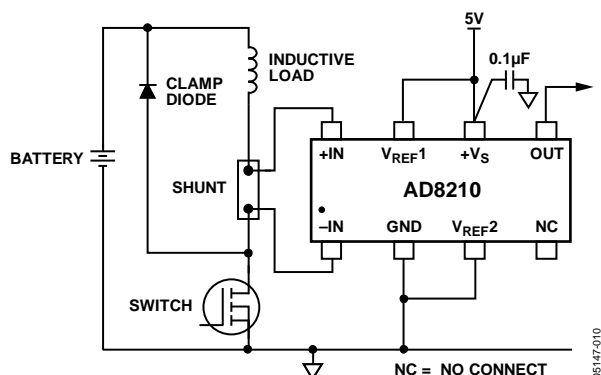 5V
0.1µF
INDUCTIVE
LOAD
CLAMP
DIODE
BATTERY
SHUNT
+IN
VREF1
+VS
OUT
AD8210
–IN
GND
VREF2
NC
SWITCH
NC = NO CONNECT
05147-010